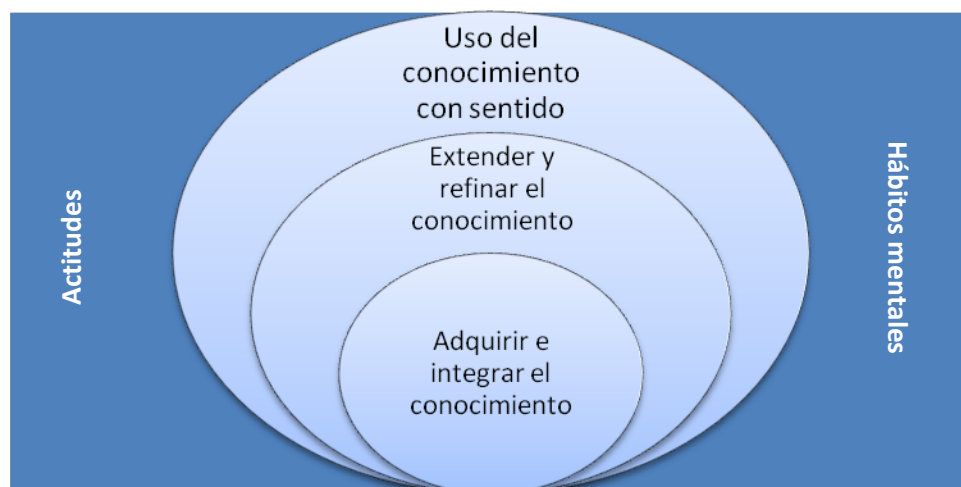 Uso del
conocimiento
con sentido
Extender y
refinar el
conocimiento
Adquirir e
integrar el
conocimiento
Actitudes
Hábitos mentales